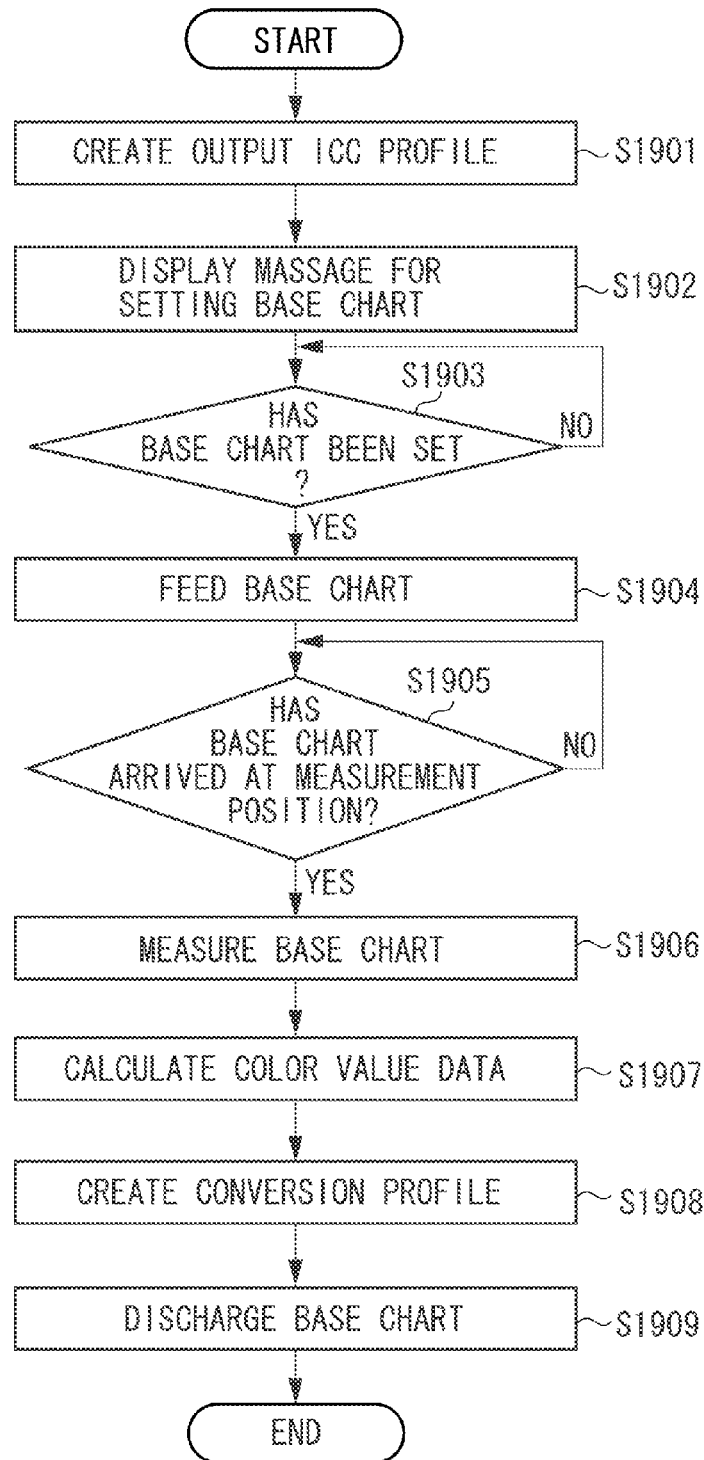 START
CREATE OUTPUT ICC PROFILE
S1901
DISPLAY MASSAGE FOR
SETTING BASE CHART
S1902
S1903
HAS
BASE CHART BEEN SET
?
NO
YES
FEED BASE CHART
S1904
S1905
HAS
BASE CHART
ARRIVED AT MEASUREMENT
POSITION?
NO
YES
MEASURE BASE CHART
S1906
CALCULATE COLOR VALUE DATA
S1907
CREATE CONVERSION PROFILE
S1908
DISCHARGE BASE CHART
S1909
END